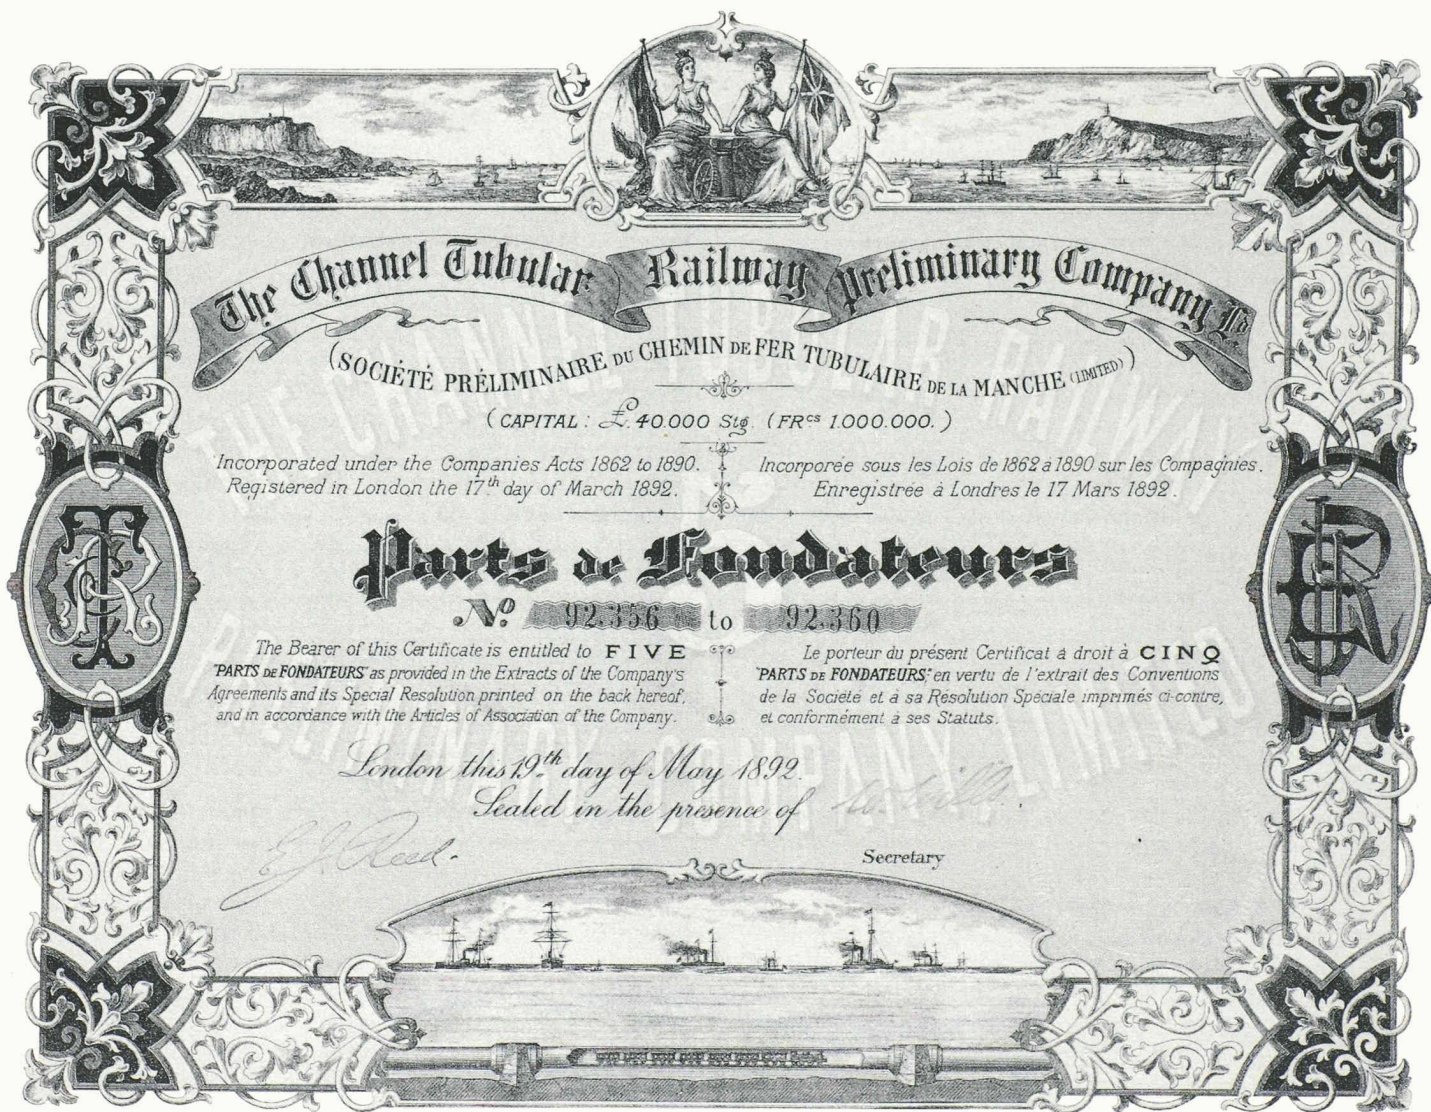 The Channel Tubular Railway Preliminary Company Ld.
(SOCIÉTÉ PRÉLIMINAIRE DU CHEMIN DE FER TUBULAIRE DE LA MANCHE (LIMITED))
(CAPITAL: £.40.000 Stg. (FRcs 1.000.000.)
Incorporated under the Companies Acts 1862 to 1890.
Registered in London the 17th day of March 1892.
Incorporée sous les Lois de 1862 à 1890 sur les Compagnies.
Enregistrée à Londres le 17 Mars 1892.
Parts de Fondateurs
No. 92.356 to 92.360
The Bearer of this Certificate is entitled to FIVE
"PARTS DE FONDATEURS" as provided in the Extracts of the Company's
Agreements and its Special Resolution printed on the back hereof,
and in accordance with the Articles of Association of the Company.
Le porteur du présent Certificat à droit à CINQ
"PARTS DE FONDATEURS," en vertu de l'extrait des Conventions
de la Société et à sa Résolution Spéciale imprimés ci-contre,
et conformément à ses Statuts.
London this 19th day of May 1892.
Sealed in the presence of
E J Reed.
Secretary
THE CHANNEL TUBULAR RAILWAY
PRELIMINARY COMPANY, LIMITED